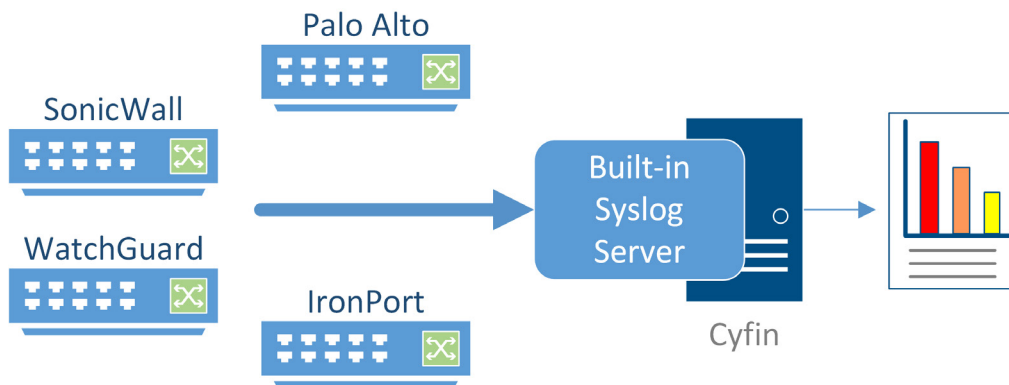 Palo Alto
SonicWall
WatchGuard
IronPort
Built-in
Syslog
Server
Cyfin